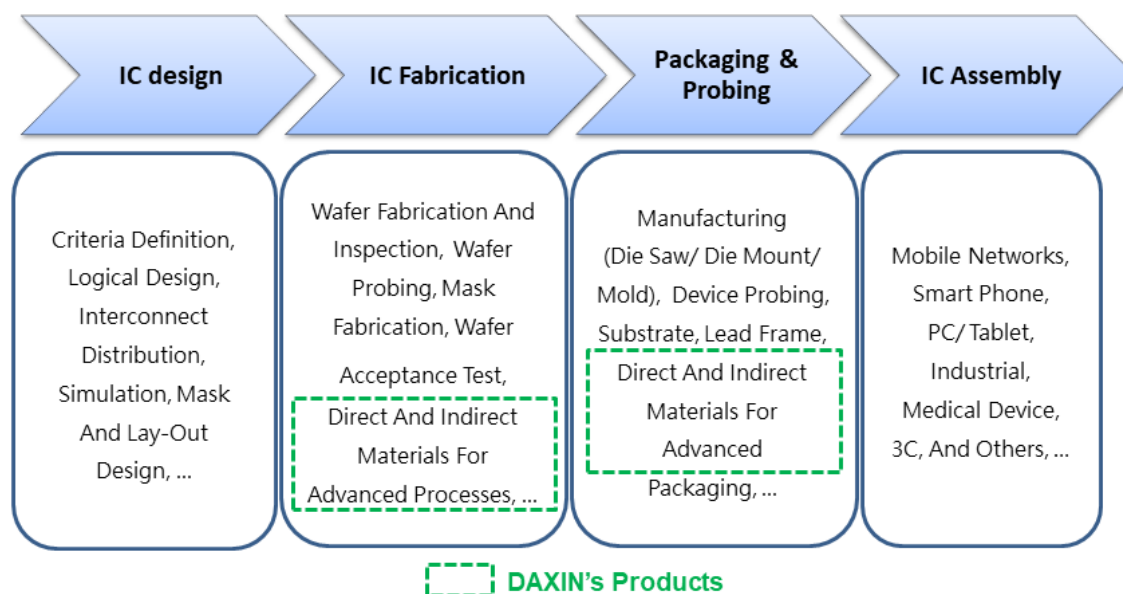 IC design
IC Fabrication
Packaging &
Probing
IC Assembly
Criteria Definition,
Logical Design,
Interconnect
Distribution,
Simulation, Mask
And Lay-Out
Design, ...
Wafer Fabrication And
Inspection, Wafer
Probing, Mask
Fabrication, Wafer
Acceptance Test,
Direct And Indirect
Materials For
Advanced Processes, ...
Manufacturing
(Die Saw/ Die Mount/
Mold), Device Probing,
Substrate, Lead Frame,
Direct And Indirect
Materials For
Advanced
Packaging, ...
Mobile Networks,
Smart Phone,
PC/ Tablet,
Industrial,
Medical Device,
3C, And Others, ...
DAXIN's Products